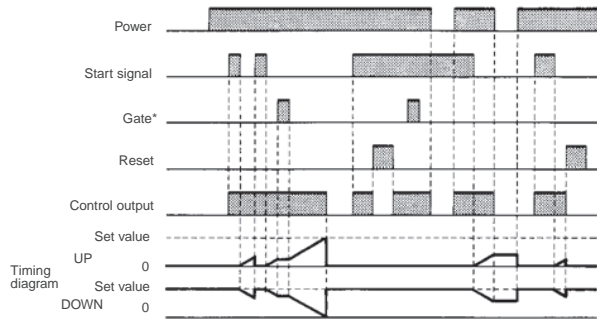 Power
Start signal
Gate*
Reset
Control output
Set value
UP
0
Timing
diagram
Set value
DOWN
0